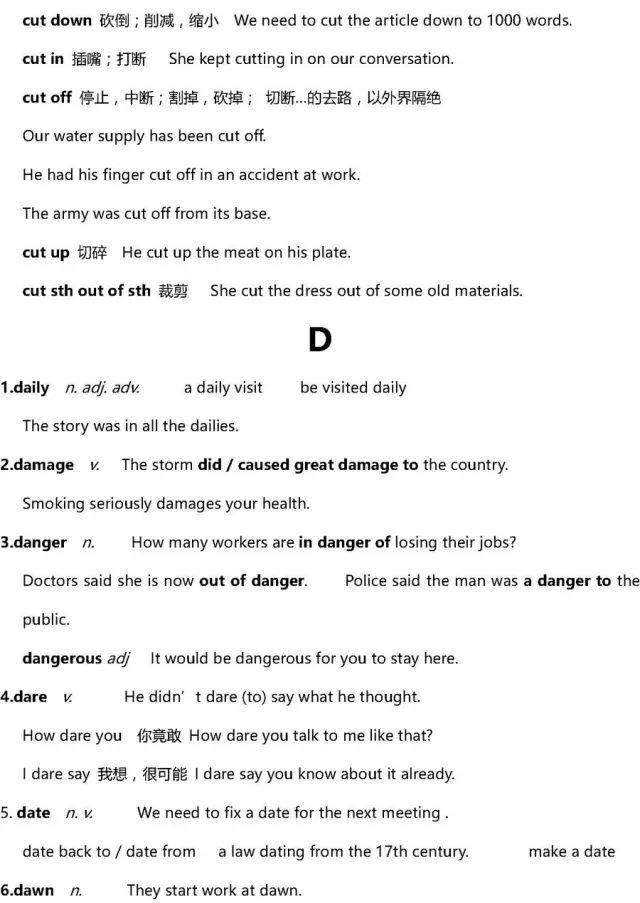 cut down 砍倒；削减，缩小 We need to cut the article down to 1000 words.
cut in 插嘴；打断 She kept cutting in on our conversation.
cut off 停止，中断；割掉，砍掉； 切断...的去路，以外界隔绝
Our water supply has been cut off.
He had his finger cut off in an accident at work.
The army was cut off from its base.
cut up 切碎 He cut up the meat on his plate.
cut sth out of sth 裁剪 She cut the dress out of some old materials.
D
1.daily n. adj. adv. a daily visit be visited daily
The story was in all the dailies.
2.damage v. The storm did / caused great damage to the country.
Smoking seriously damages your health.
3.danger n. How many workers are in danger of losing their jobs?
Doctors said she is now out of danger. Police said the man was a danger to the
public.
dangerous adj It would be dangerous for you to stay here.
4.dare v. He didn’t dare (to) say what he thought.
How dare you 你竟敢 How dare you talk to me like that?
I dare say 我想，很可能 I dare say you know about it already.
5. date n. v. We need to fix a date for the next meeting .
date back to / date from a law dating from the 17th century. make a date
6.dawn n. They start work at dawn.